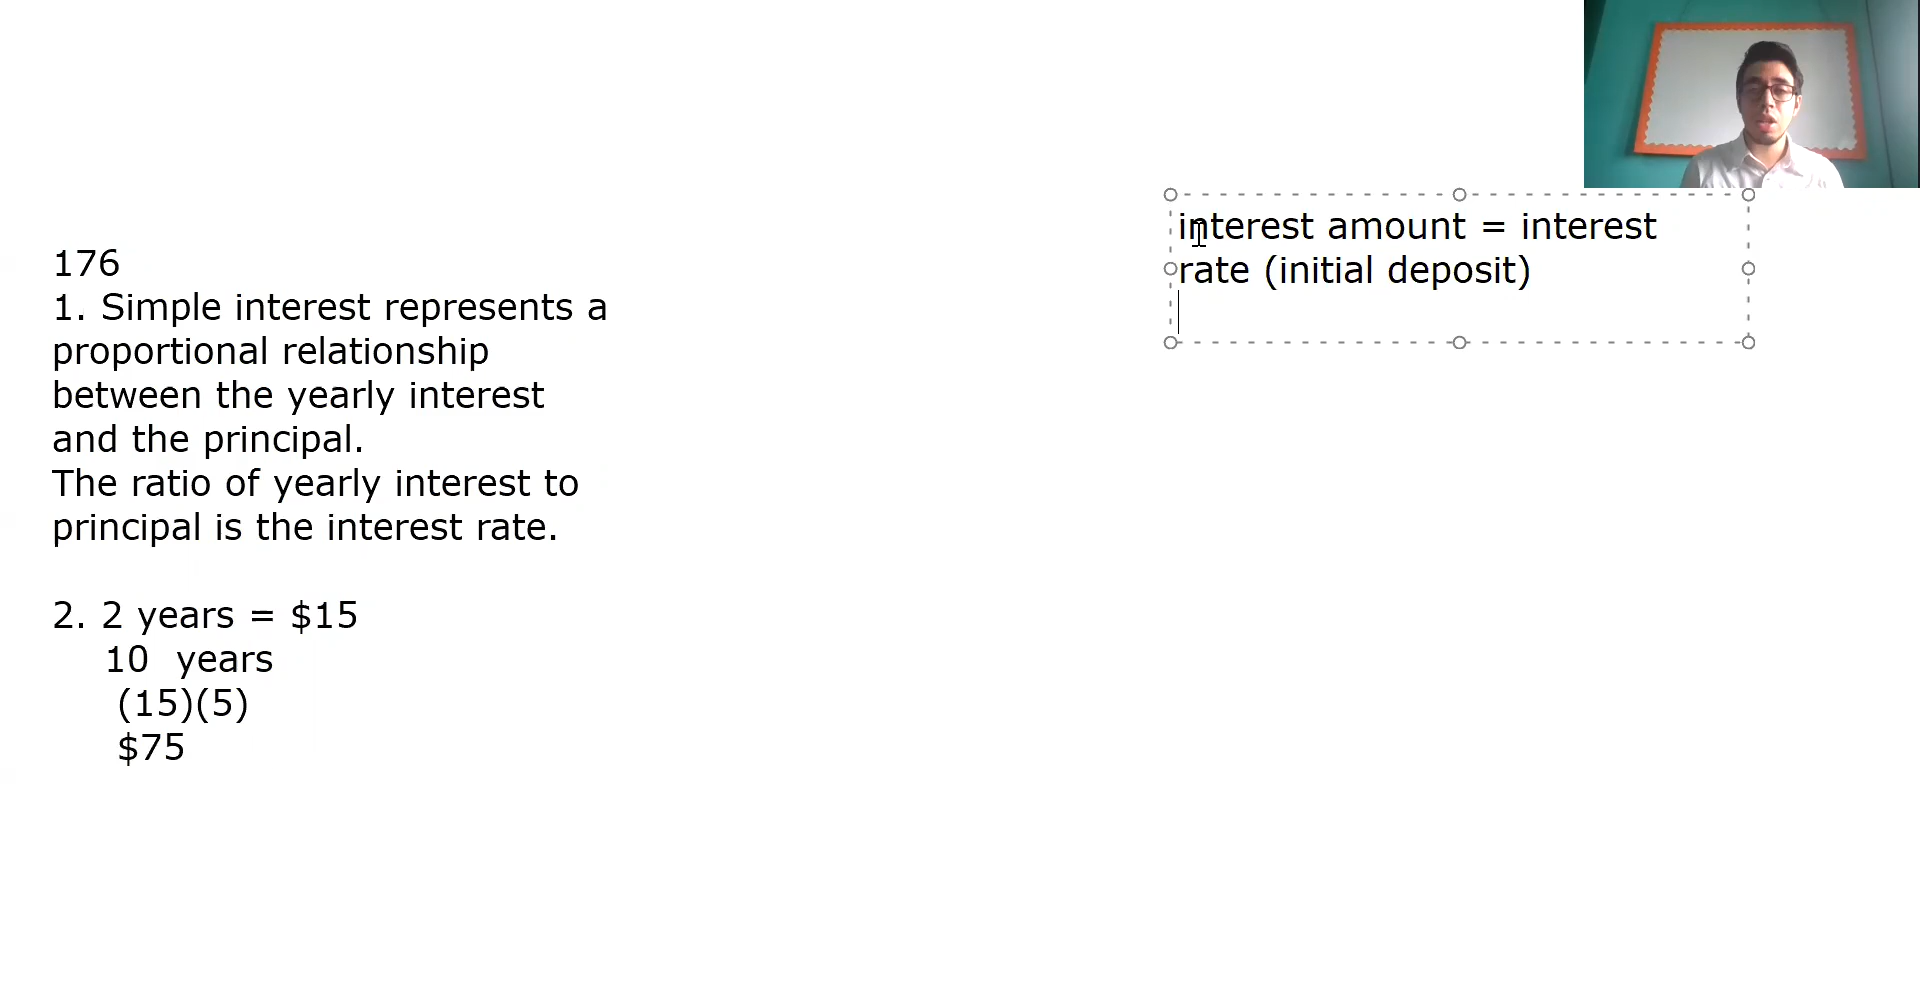 176
1. Simple interest represents a
proportional relationship
between the yearly interest
and the principal.
The ratio of yearly interest to
principal is the interest rate.
2. 2 years = $15
10 years
(15)(5)
$75
interest amount = interest
rate (initial deposit)